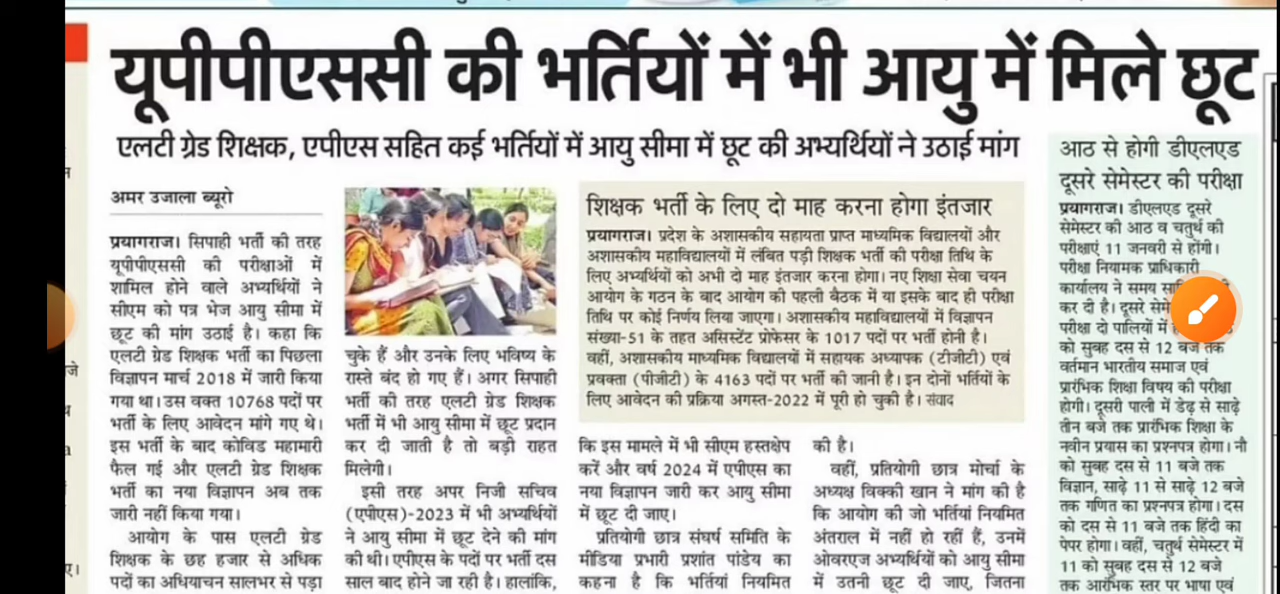 यूपीपीएससी की भर्तियों में भी आयु में मिले छूट
एलटी ग्रेड शिक्षक, एपीएस सहित कई भर्तियों में आयु सीमा में छूट की अभ्यर्थियों ने उठाई मांग
अमर उजाला ब्यूरो
प्रयागराज। सिपाही भर्ती की तरह
यूपीपीएससी की परीक्षाओं में
शामिल होने वाले अभ्यर्थियों ने
सीएम को पत्र भेज आयु सीमा में
छूट की मांग उठाई है। कहा कि
एलटी ग्रेड शिक्षक भर्ती का पिछला
विज्ञापन मार्च 2018 में जारी किया
गया था। उस वक्त 10768 पदों पर
भर्ती के लिए आवेदन मांगे गए थे।
इस भर्ती के बाद कोविड महामारी
फैल गई और एलटी ग्रेड शिक्षक
भर्ती का नया विज्ञापन अब तक
जारी नहीं किया गया।
आयोग के पास एलटी ग्रेड
शिक्षक के छह हजार से अधिक
पदों का अधियाचन सालभर से पड़ा
चुके हैं और उनके लिए भविष्य के
रास्ते बंद हो गए हैं। अगर सिपाही
भर्ती की तरह एलटी ग्रेड शिक्षक
भर्ती में भी आयु सीमा में छूट प्रदान
कर दी जाती है तो बड़ी राहत
मिलेगी।
इसी तरह अपर निजी सचिव
(एपीएस)-2023 में भी अभ्यर्थियों
ने आयु सीमा में छूट देने की मांग
की थी। एपीएस के पदों पर भर्ती दस
साल बाद होने जा रही है। हालांकि,
शिक्षक भर्ती के लिए दो माह करना होगा इंतजार
प्रयागराज। प्रदेश के अशासकीय सहायता प्राप्त माध्यमिक विद्यालयों और
अशासकीय महाविद्यालयों में लंबित पड़ी शिक्षक भर्ती की परीक्षा तिथि के
लिए अभ्यर्थियों को अभी दो माह इंतजार करना होगा। नए शिक्षा सेवा चयन
आयोग के गठन के बाद आयोग की पहली बैठक में या इसके बाद ही परीक्षा
तिथि पर कोई निर्णय लिया जाएगा। अशासकीय महाविद्यालयों में विज्ञापन
संख्या-51 के तहत असिस्टेंट प्रोफेसर के 1017 पदों पर भर्ती होनी है।
वहीं, अशासकीय माध्यमिक विद्यालयों में सहायक अध्यापक (टीजीटी) एवं
प्रवक्ता (पीजीटी) के 4163 पदों पर भर्ती की जानी है। इन दोनों भर्तियों के
लिए आवेदन की प्रक्रिया अगस्त-2022 में पूरी हो चुकी है। संवाद
कि इस मामले में भी सीएम हस्तक्षेप
करें और वर्ष 2024 में एपीएस का
नया विज्ञापन जारी कर आयु सीमा
में छूट दी जाए।
प्रतियोगी छात्र संघर्ष समिति के
मीडिया प्रभारी प्रशांत पांडेय का
कहना है कि भर्तियां नियमित
की है।
वहीं, प्रतियोगी छात्र मोर्चा के
अध्यक्ष विक्की खान ने मांग की है
कि आयोग की जो भर्तियां नियमित
अंतराल में नहीं हो रहीं हैं, उनमें
ओवरएज अभ्यर्थियों को आयु सीमा
में उतनी छूट दी जाए, जितना
आठ से होगी डीएलएड
दूसरे सेमेस्टर की परीक्षा
प्रयागराज। डीएलएड दूसरे
सेमेस्टर की आठ व चतुर्थ की
परीक्षाएं 11 जनवरी से होंगी।
परीक्षा नियामक प्राधिकारी
कार्यालय ने समय
कर दी है। दूसरे
परीक्षा दो पालियों में
को सुबह दस से 12 बजे तक
वर्तमान भारतीय समाज एवं
प्रारंभिक शिक्षा विषय की परीक्षा
होगी। दूसरी पाली में डेढ़ से साढ़े
तीन बजे तक प्रारंभिक शिक्षा के
नवीन प्रयास का प्रश्नपत्र होगा। नौ
को सुबह दस से 11 बजे तक
विज्ञान, साढ़े 11 से साढ़े 12 बजे
तक गणित का प्रश्नपत्र होगा। दस
को दस से 11 बजे तक हिंदी का
पेपर होगा। वहीं, चतुर्थ सेमेस्टर में
11 को सुबह दस से 12 बजे
तक आरंभिक स्तर पर भाषा एवं